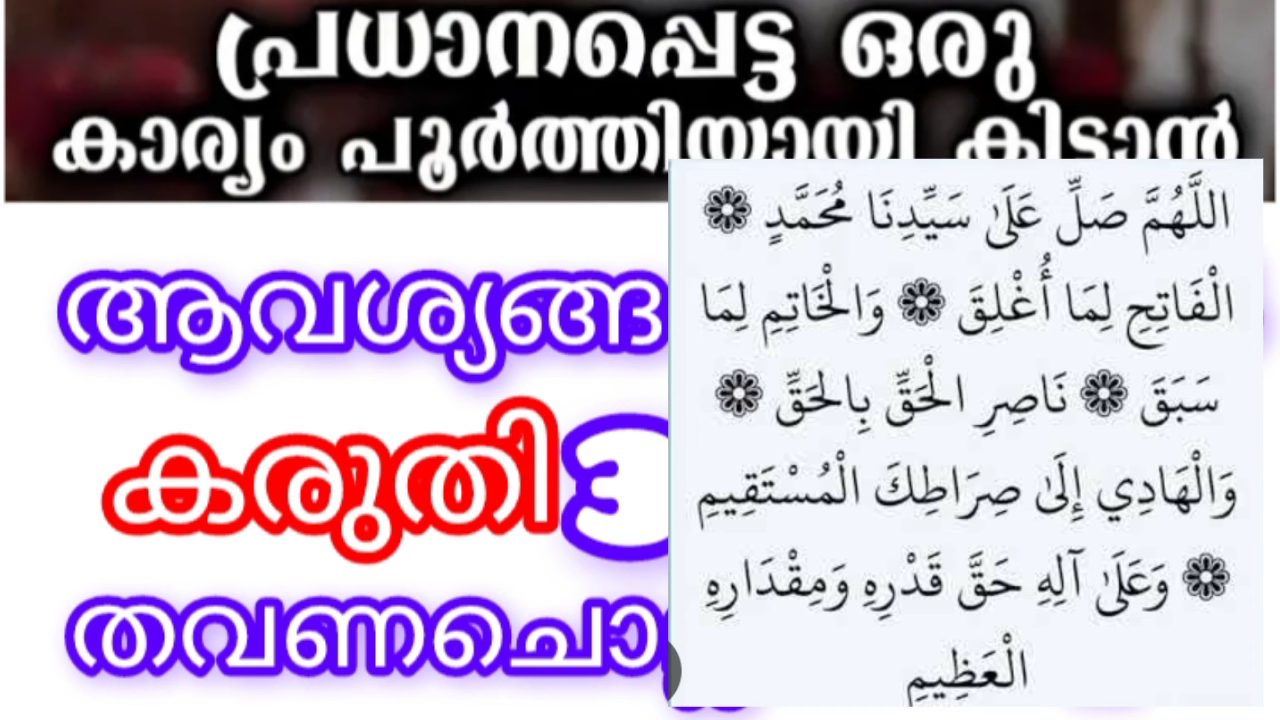 പ്രധാനപ്പെട്ട ഒരു
കാര്യം പൂർത്തിയായി കിടാൻ
ആവശ്യങ്ങ
കരുതി
തവണചൊ
اللَّهُمَّ صَلِّ عَلَىٰ سَيِّدِنَا مُحَمَّدٍ ۞
الْفَاتِحِ لِمَا أُغْلِقَ ۞ وَالْخَاتِمِ لِمَا
سَبَقَ ۞ نَاصِرِ الْحَقِّ بِالْحَقِّ ۞
وَالْهَادِي إِلَىٰ صِرَاطِكَ الْمُسْتَقِيمِ
۞ وَعَلَىٰ آلِهِ حَقَّ قَدْرِهِ وَمِقْدَارِهِ
الْعَظِيمِ